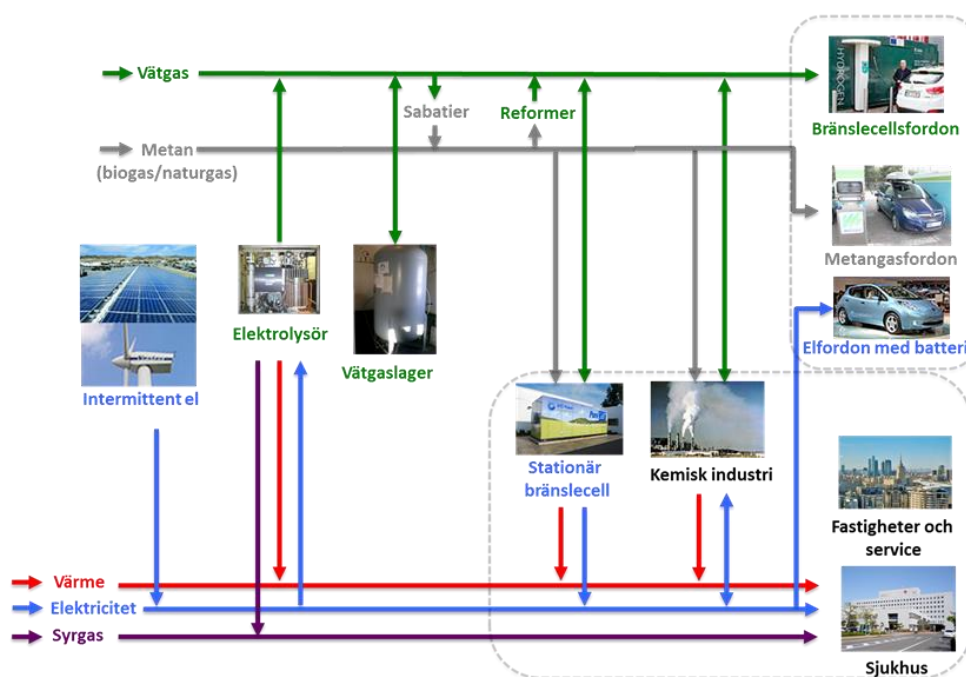 Vätgas
Sabatier
Reformer
Metan
(biogas/naturgas)
HYDROGEN
Bränslecellsfordon
Metangasfordon
Elektrolysör
Vätgaslager
Intermittent el
Elfordon med batteri
Stationär
bränslecell
Kemisk industri
Fastigheter och
service
Värme
Elektricitet
Syrgas
Sjukhus